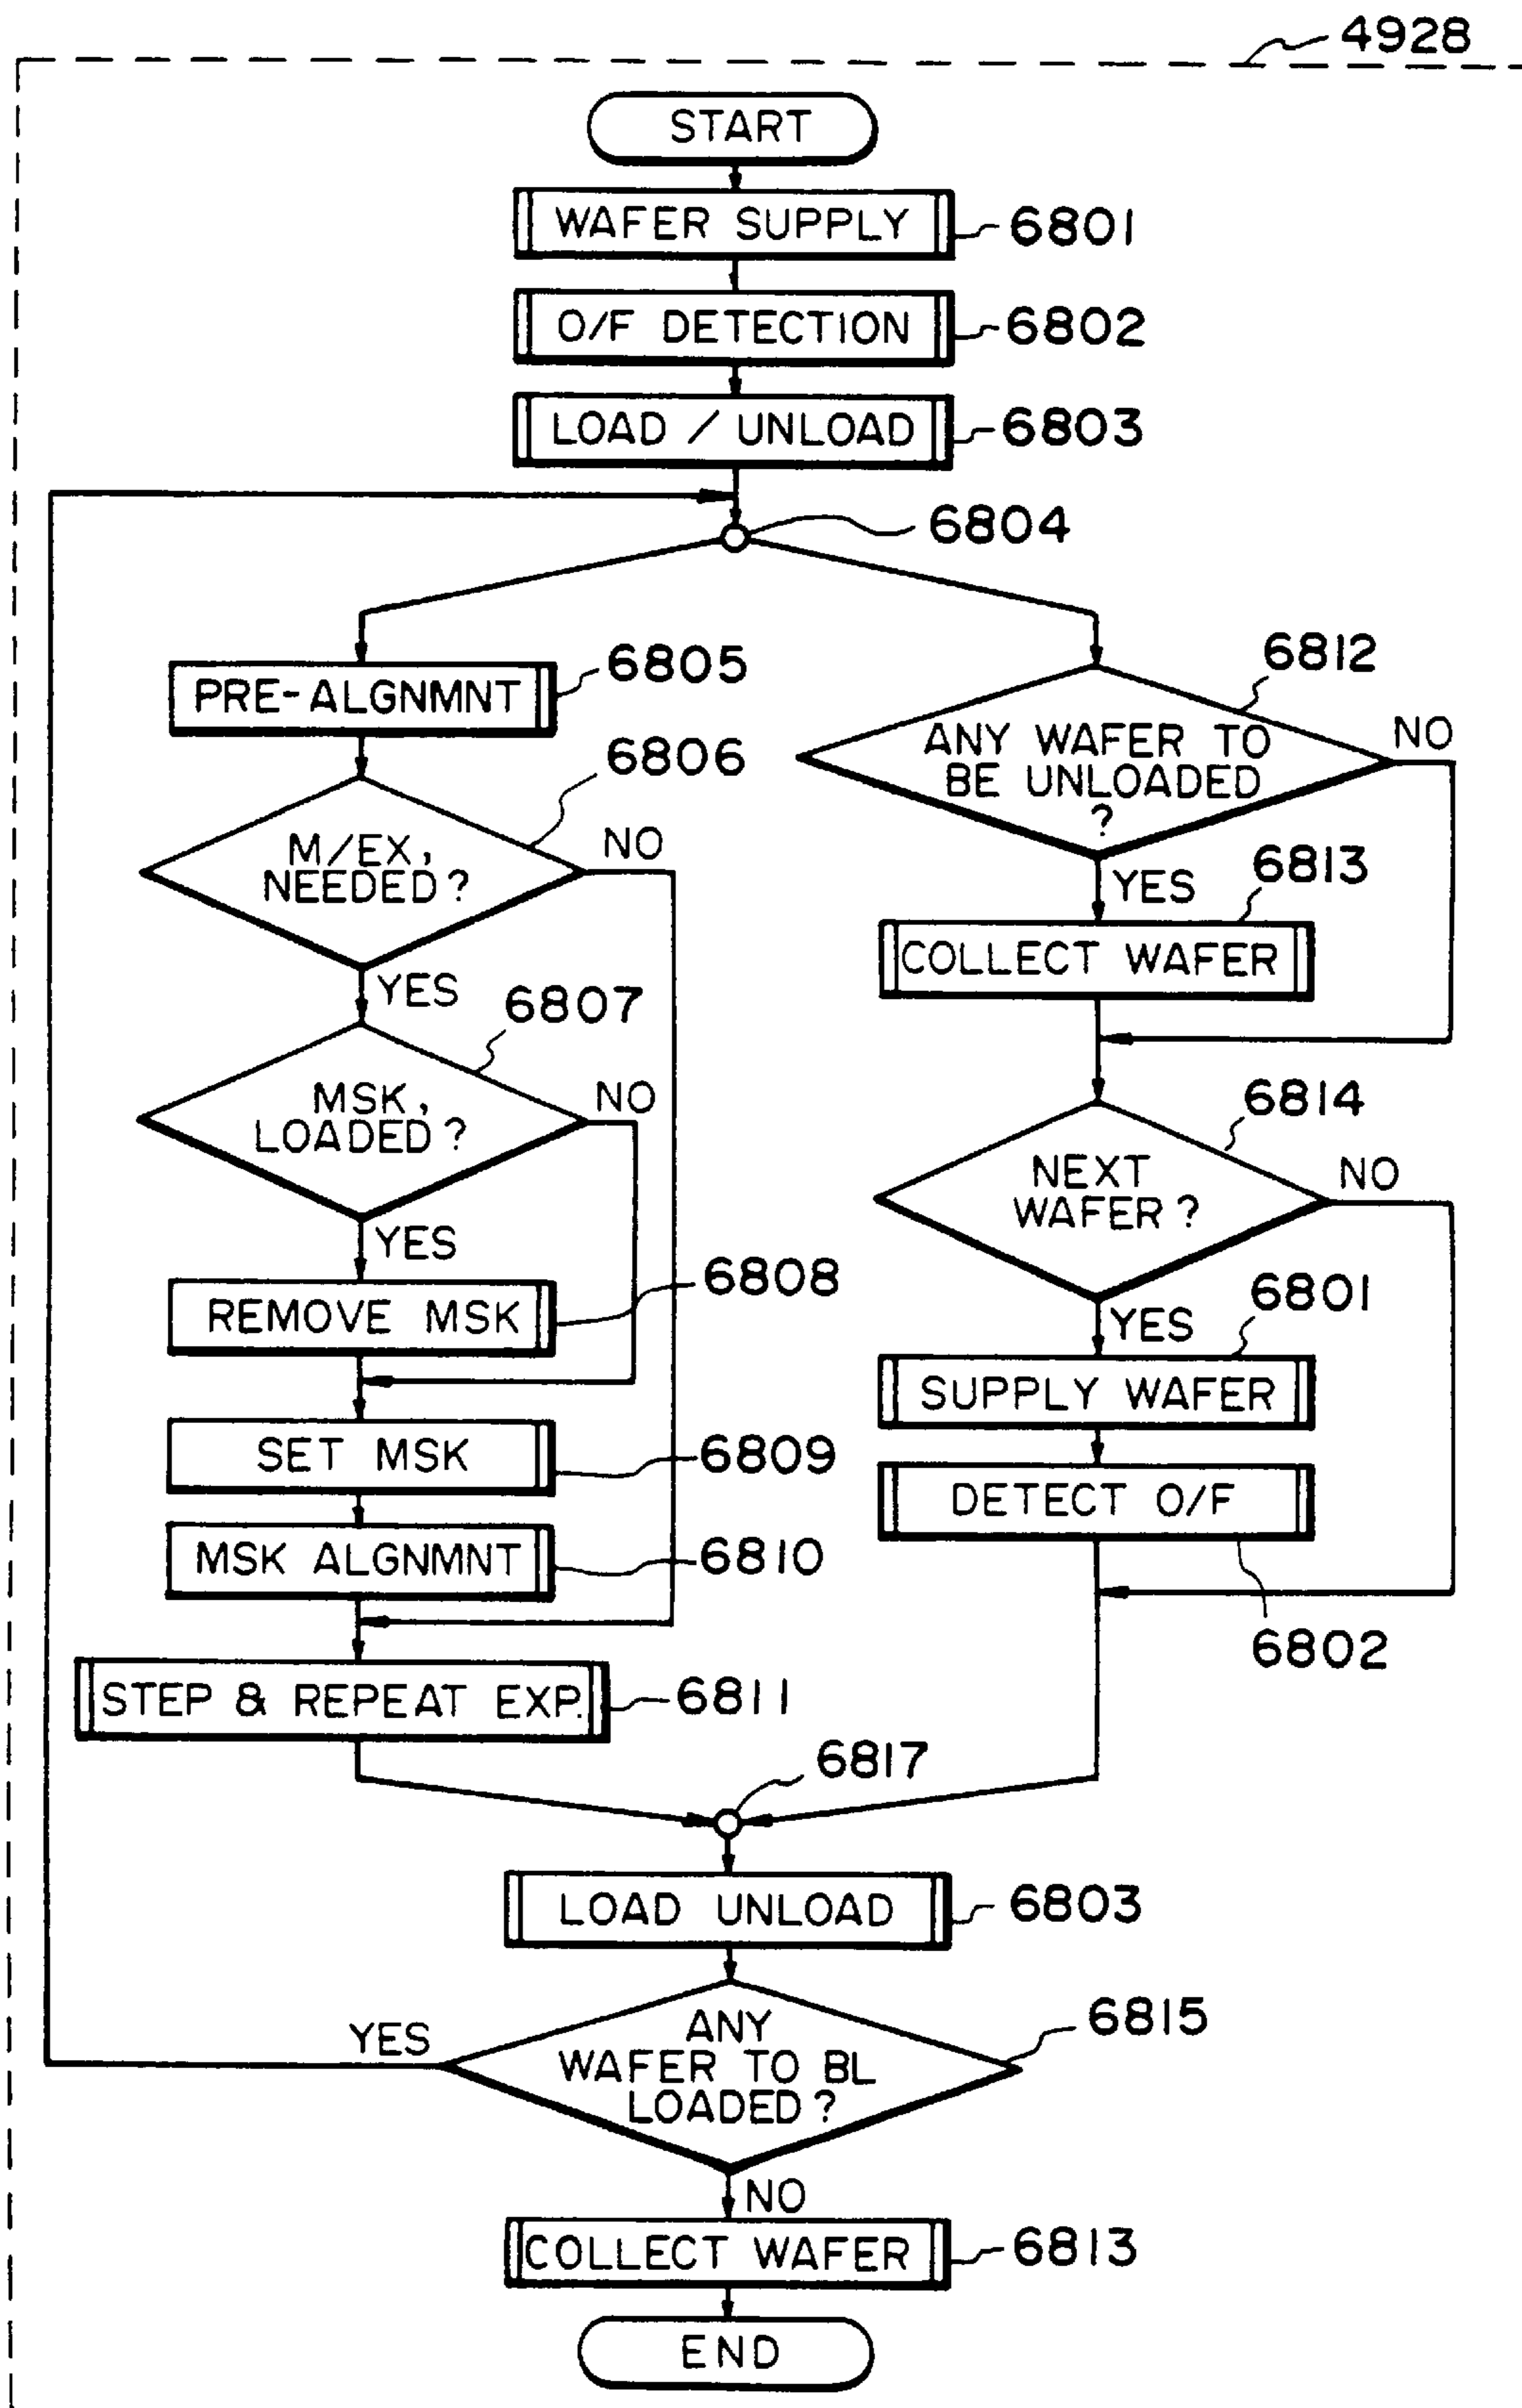 4928
START
WAFER SUPPLY
6801
O/F DETECTION
6802
LOAD / UNLOAD
6803
6804
PRE-ALGNMNT
6805
M/EX,
NEEDED?
6806
NO
YES
MSK,
LOADED?
6807
NO
YES
REMOVE MSK
6808
SET MSK
6809
MSK ALGNMNT
6810
STEP & REPEAT EXP.
6811
ANY WAFER TO
BE UNLOADED
?
6812
NO
YES
COLLECT WAFER
6813
NEXT
WAFER?
6814
NO
YES
SUPPLY WAFER
6801
DETECT O/F
6802
6817
LOAD UNLOAD
6803
ANY
WAFER TO BL
LOADED?
6815
YES
NO
COLLECT WAFER
6813
END